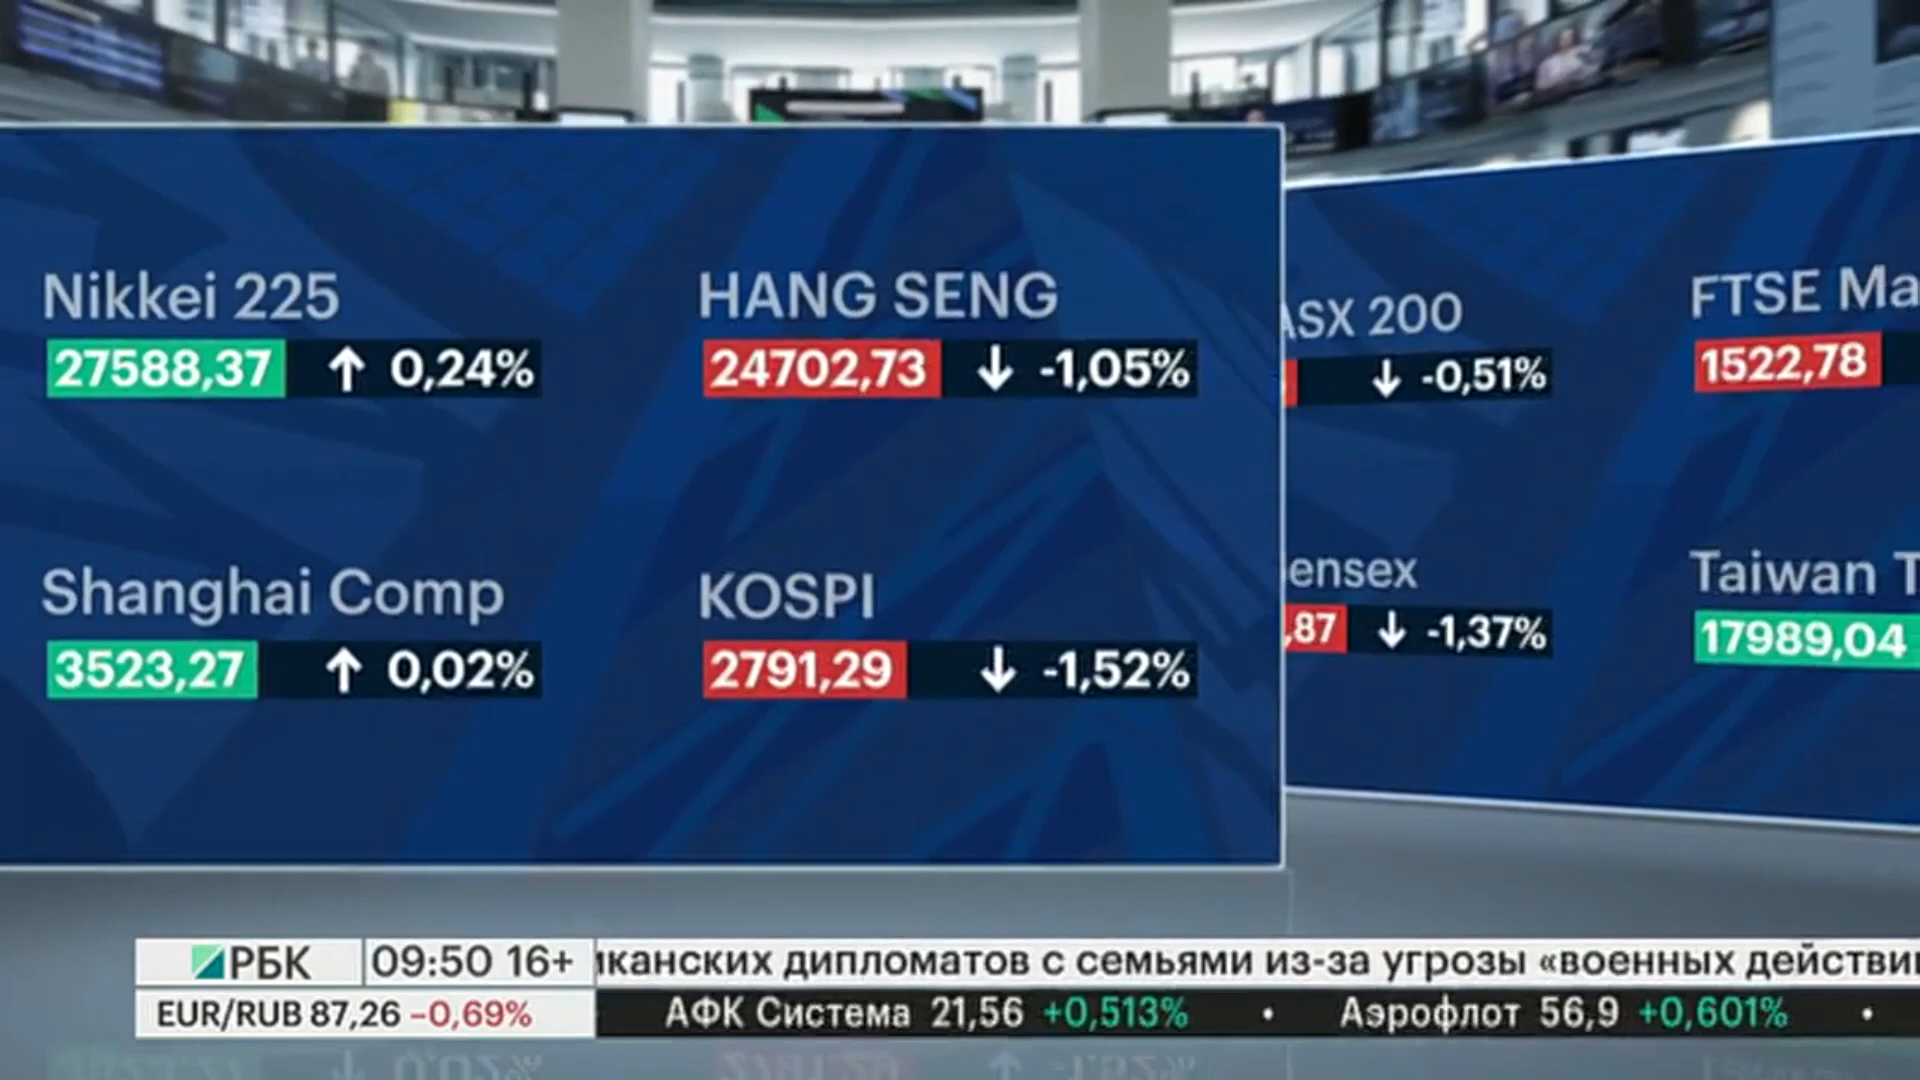 Nikkei 225
27588,37 ↑ 0,24%
HANG SENG
24702,73 ↓ -1,05%
ASX 200
↓ -0,51%
FTSE Ma
1522,78
Shanghai Comp
3523,27 ↑ 0,02%
KOSPI
2791,29 ↓ -1,52%
ensex
,87 ↓ -1,37%
Taiwan T
17989,04
РБК 09:50 16+
иканских дипломатов с семьями из-за угрозы «военных действи
EUR/RUB 87,26 -0,69%
АФК Система 21,56 +0,513% • Аэрофлот 56,9 +0,601% •